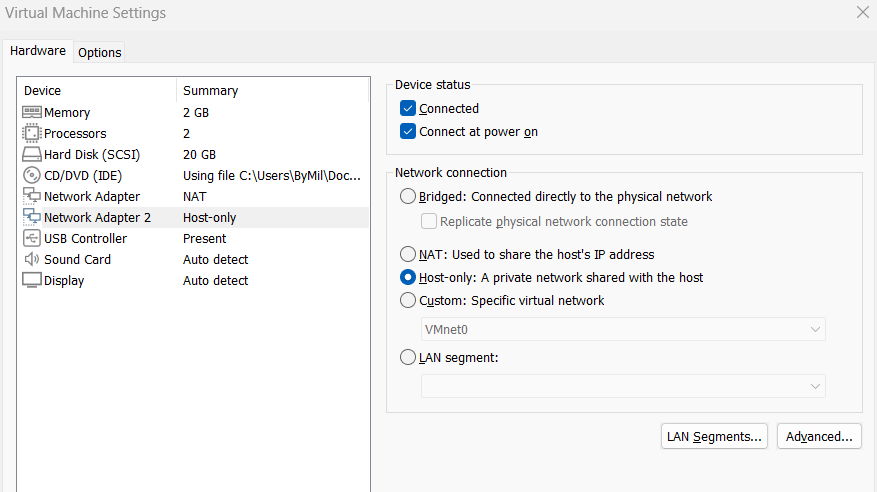 Virtual Machine Settings
Hardware Options
Device Summary
Memory 2 GB
Processors 2
Hard Disk (SCSI) 20 GB
CD/DVD (IDE) Using file C:\Users\ByMil\Doc...
Network Adapter NAT
Network Adapter 2 Host-only
USB Controller Present
Sound Card Auto detect
Display Auto detect
Device status
Connected
Connect at power on
Network connection
Bridged: Connected directly to the physical network
Replicate physical network connection state
NAT: Used to share the host's IP address
Host-only: A private network shared with the host
Custom: Specific virtual network
VMnet0
LAN segment:
LAN Segments... Advanced...